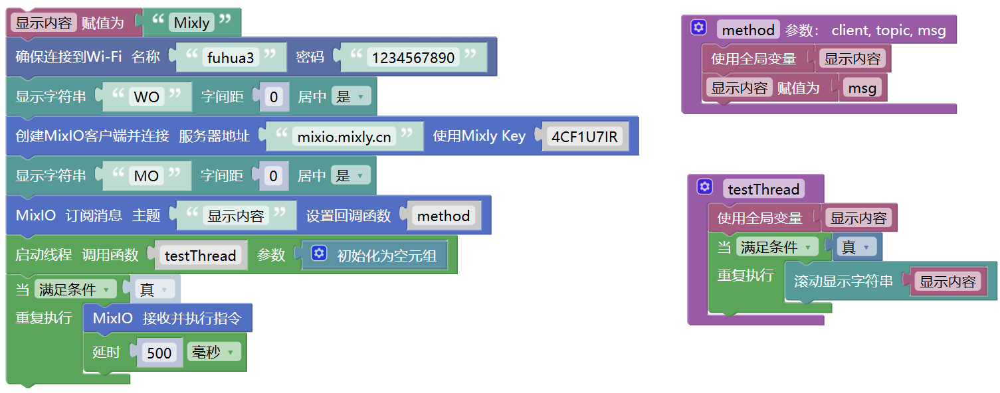 显示内容 赋值为 “ Mixly ”
确保连接到Wi-Fi 名称 “ fuhua3 ” 密码 “ 1234567890 ”
显示字符串 “ WO ” 字间距 0 居中 是
创建MixIO客户端并连接 服务器地址 “ mixio.mixly.cn ” 使用Mixly Key 4CF1U7IR
显示字符串 “ MO ” 字间距 0 居中 是
MixIO 订阅消息 主题 “ 显示内容 ” 设置回调函数 method
启动线程 调用函数 testThread 参数 初始化为空元组
当 满足条件 真
重复执行 MixIO 接收并执行指令
延时 500 毫秒
method 参数: client, topic, msg
使用全局变量 显示内容
显示内容 赋值为 msg
testThread
使用全局变量 显示内容
当 满足条件 真
重复执行 滚动显示字符串 显示内容